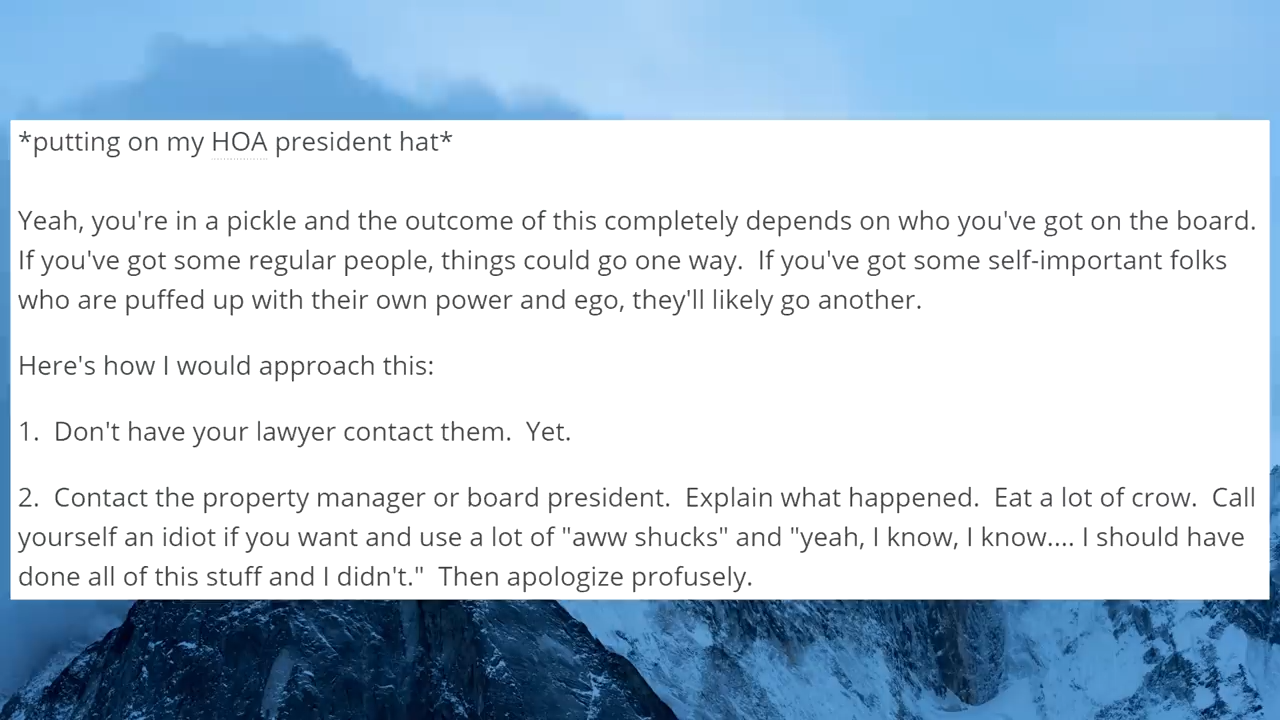 *putting on my HOA president hat*
Yeah, you're in a pickle and the outcome of this completely depends on who you've got on the board.
If you've got some regular people, things could go one way.  If you've got some self-important folks
who are puffed up with their own power and ego, they'll likely go another.
Here's how I would approach this:
1.  Don't have your lawyer contact them.  Yet.
2.  Contact the property manager or board president.  Explain what happened.  Eat a lot of crow.  Call
yourself an idiot if you want and use a lot of "aww shucks" and "yeah, I know, I know.... I should have
done all of this stuff and I didn't."  Then apologize profusely.